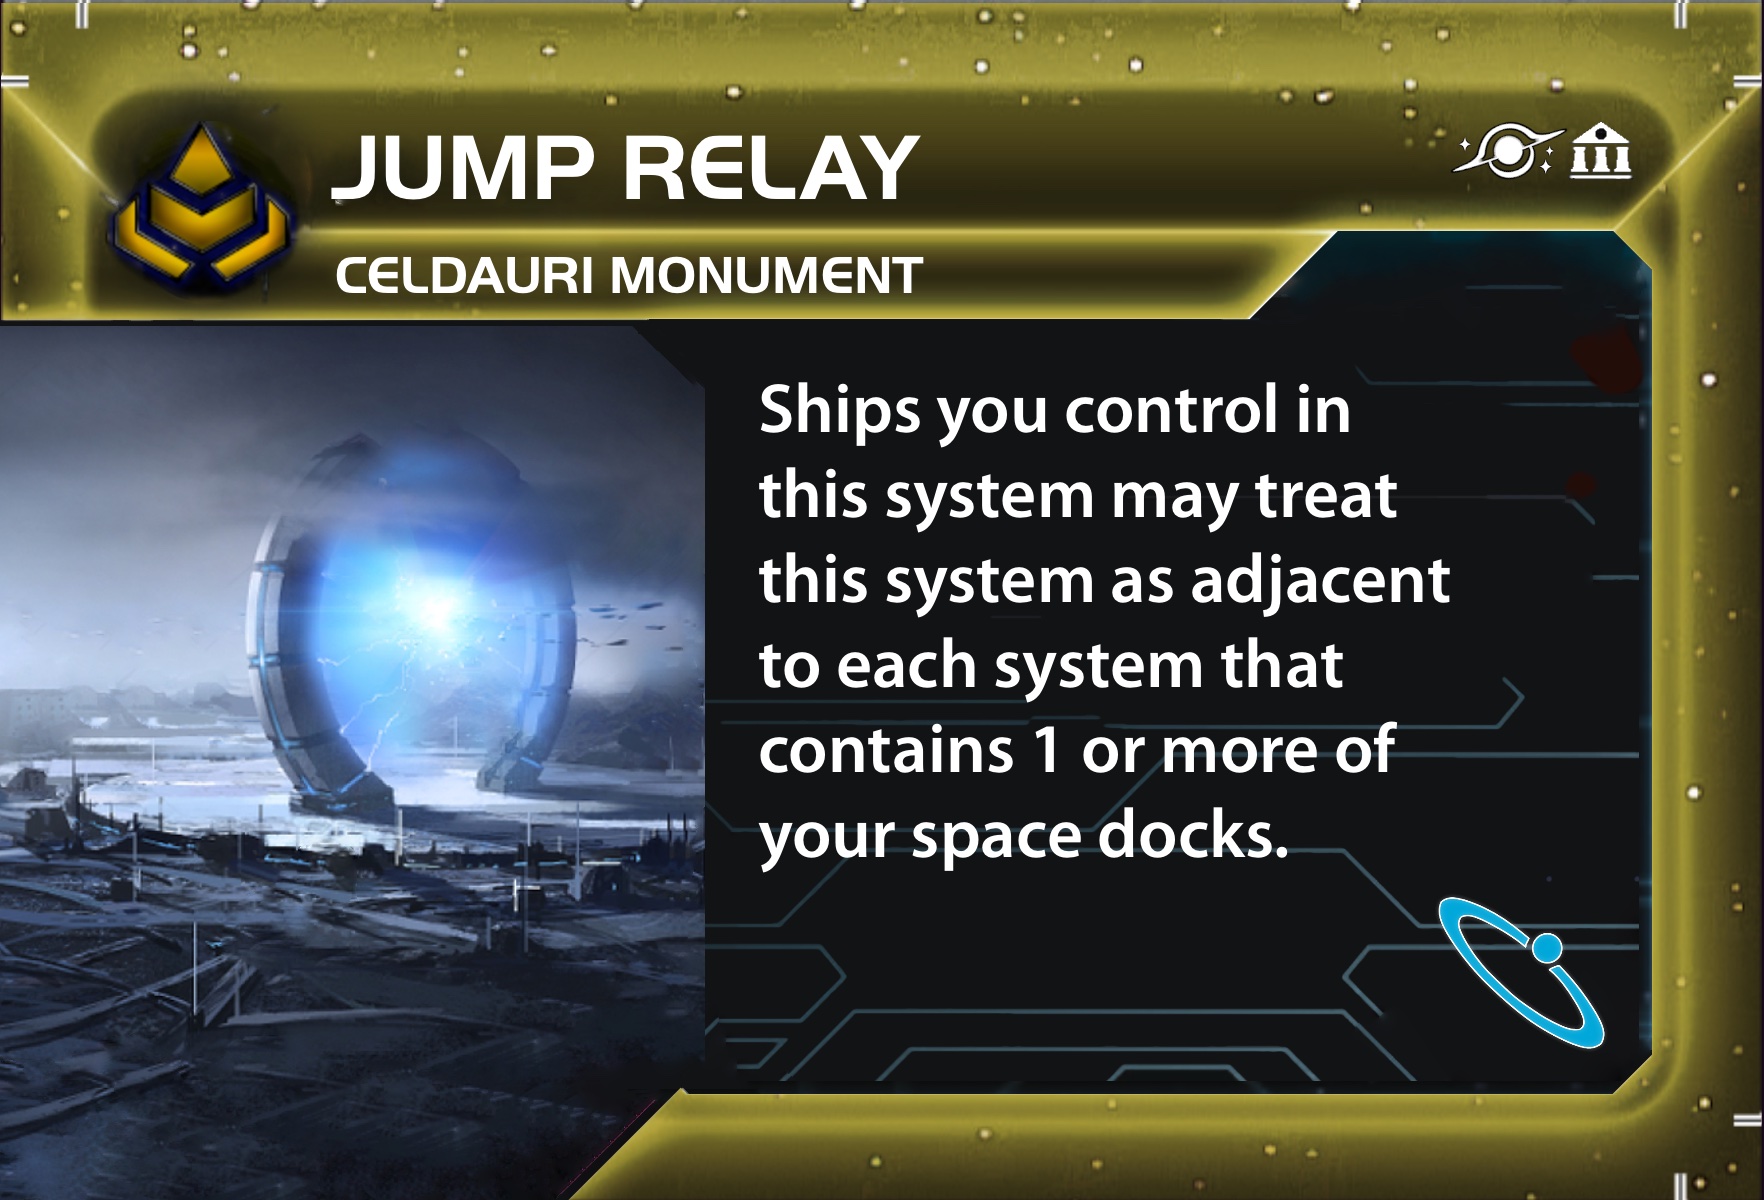 JUMP RELAY
CELDAURI MONUMENT
Ships you control in
this system may treat
this system as adjacent
to each system that
contains 1 or more of
your space docks.